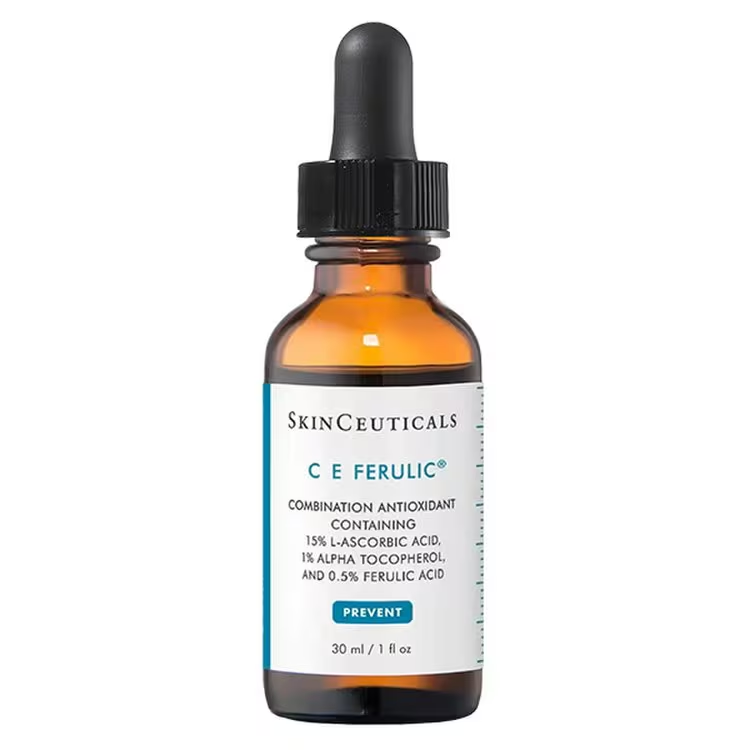 SKINCEUTICALS
C E FERULIC®
COMBINATION ANTIOXIDANT
CONTAINING
15% L-ASCORBIC ACID,
1% ALPHA TOCOPHEROL,
AND 0.5% FERULIC ACID
PREVENT
30 ml / 1 fl oz